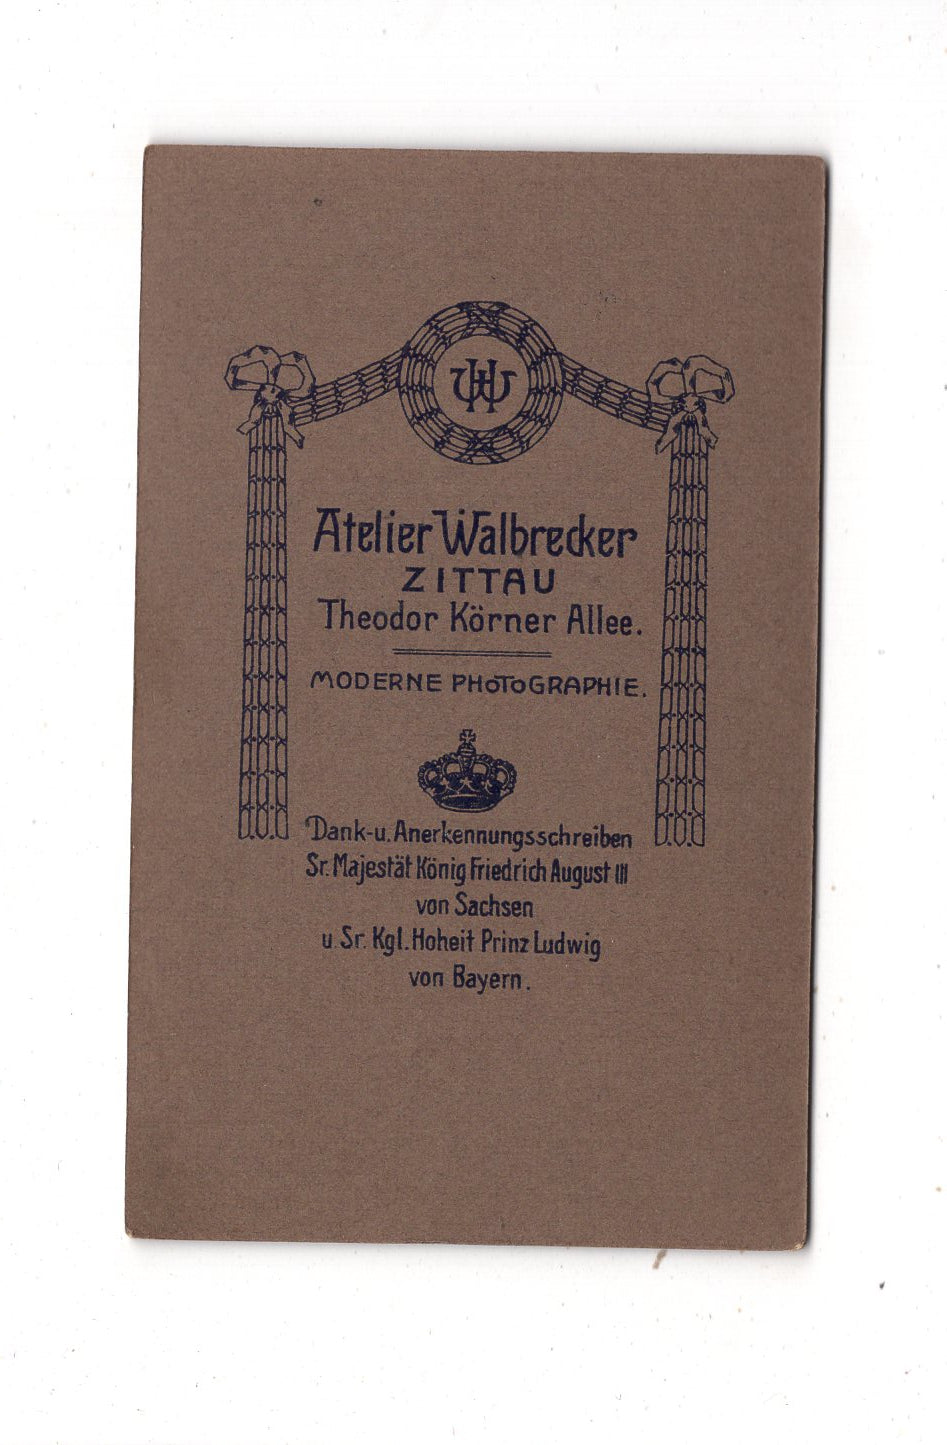 Atelier Walbrecker
ZITTAU
Theodor Körner Allee.
MODERNE PHOTOGRAPHIE.
Dank-u. Anerkennungsschreiben
Sr. Majestät König Friedrich August III
von Sachsen
u. Sr. Kgl. Hoheit Prinz Ludwig
von Bayern.